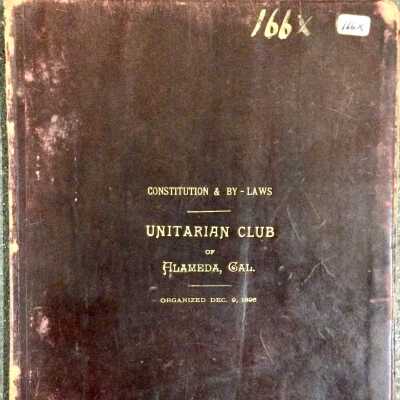 166x
166x
CONSTITUTION & BY-LAWS
UNITARIAN CLUB
OF
ALAMEDA, CAL.
ORGANIZED DEC. 9, 1896